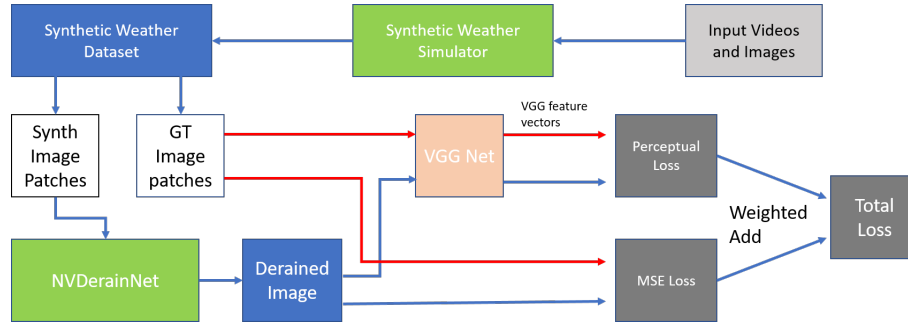 Synthetic Weather
Dataset
Synthetic Weather
Simulator
Input Videos
and Images
Synth
Image
Patches
GT
Image
patches
VGG Net
VGG feature
vectors
Perceptual
Loss
Weighted
Add
Total
Loss
NVDerainNet
Derained
Image
MSE Loss